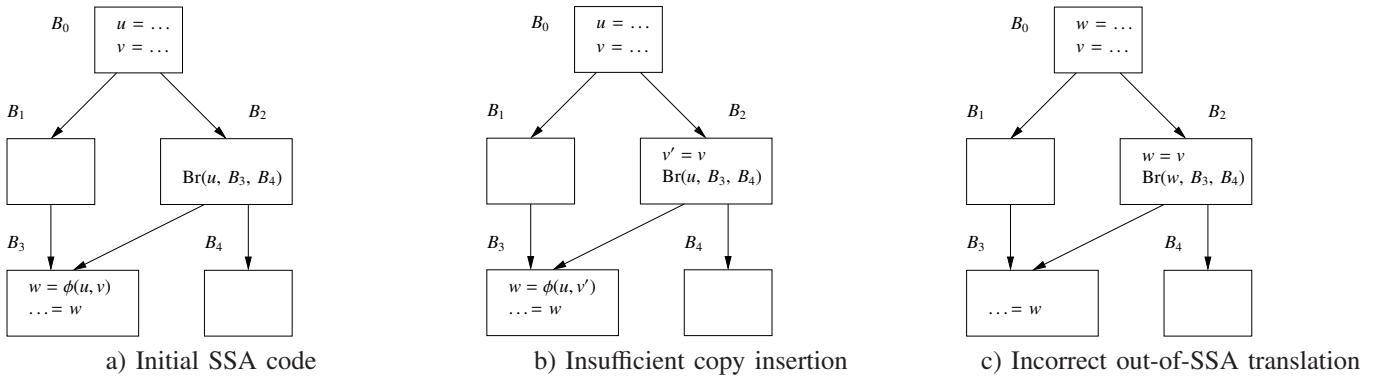 B₀
u = …
v = …
B₁
B₂
Br(u, B₃, B₄)
B₃
B₄
w = ϕ(u, v)
… = w
a) Initial SSA code
B₀
u = …
v = …
B₁
B₂
v′ = v
Br(u, B₃, B₄)
B₃
B₄
w = ϕ(u, v′)
… = w
b) Insufficient copy insertion
B₀
w = …
v = …
B₁
B₂
w = v
Br(w, B₃, B₄)
B₃
B₄
… = w
c) Incorrect out-of-SSA translation